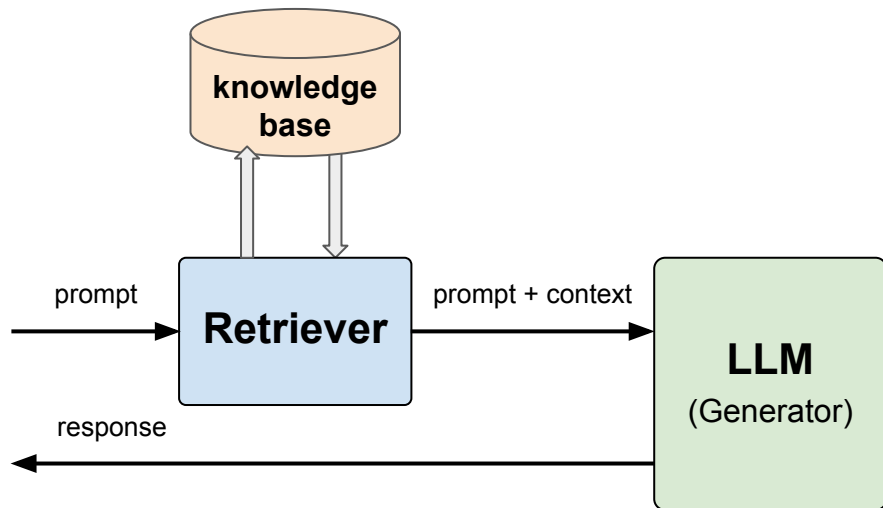 knowledge
base
prompt
Retriever
prompt + context
LLM
(Generator)
response